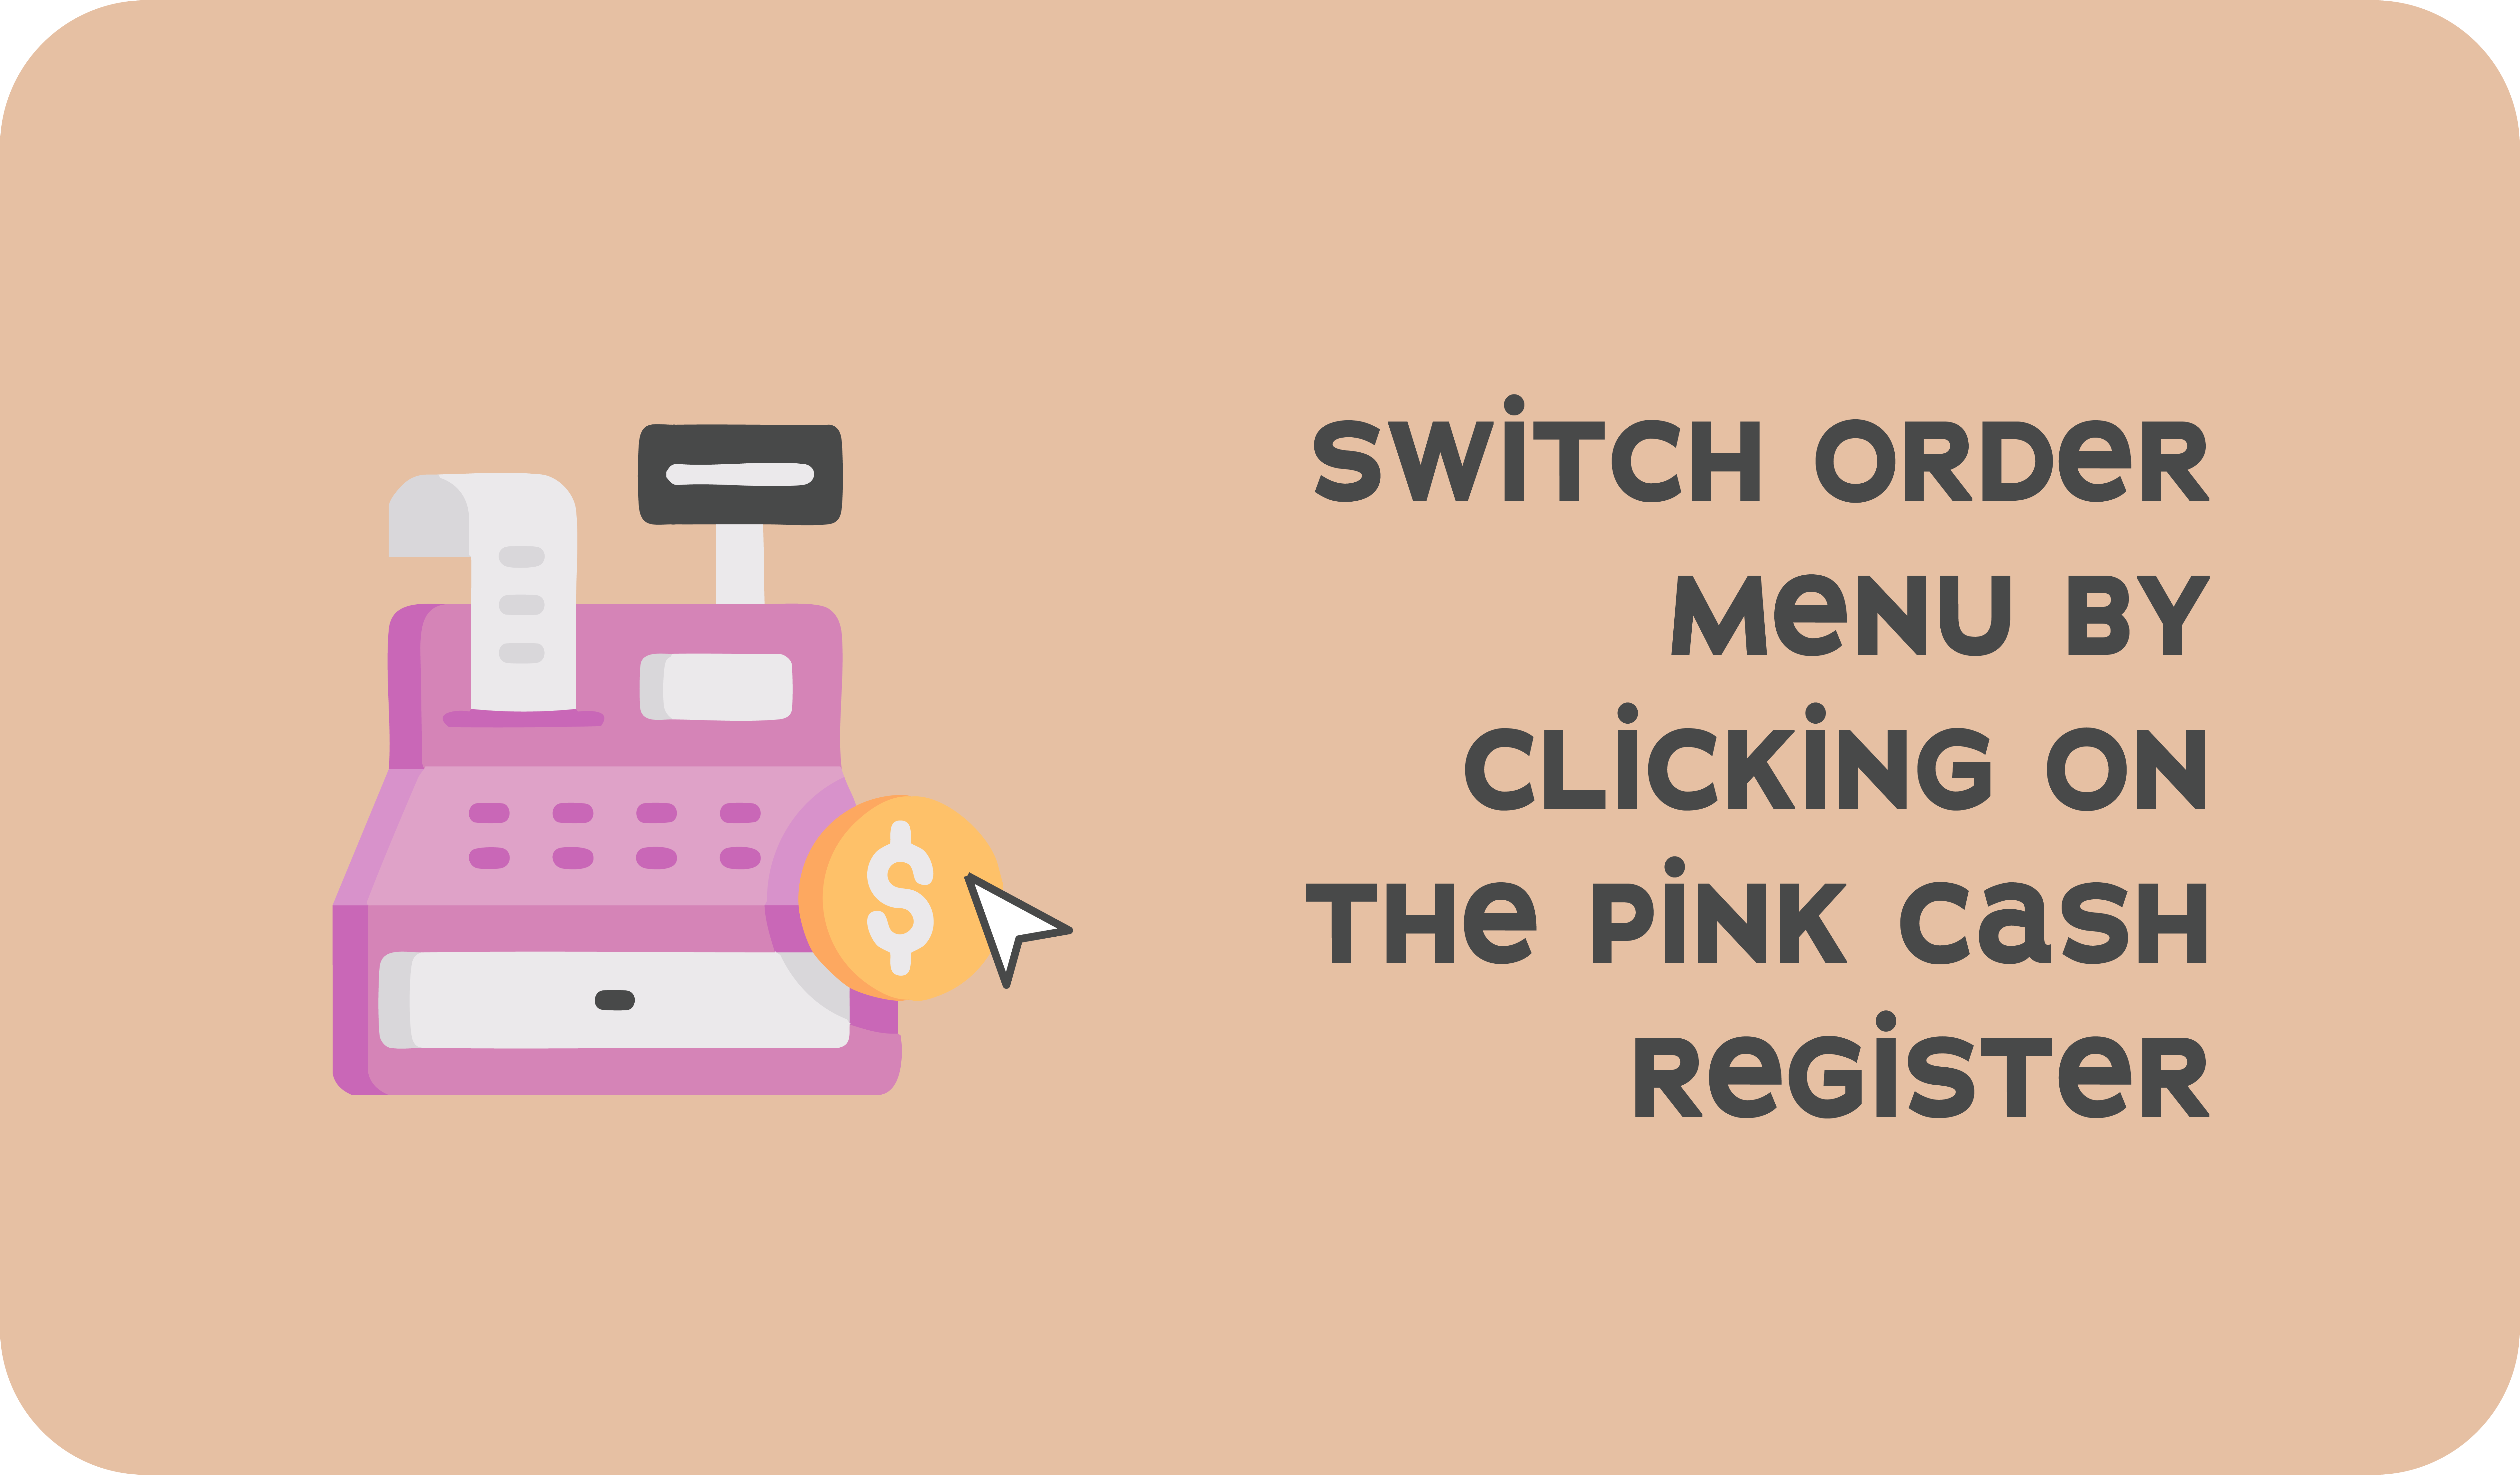 SWiTCH ORDeR
MeNU BY
CLiCKiNG ON
THe PiNK CaSH
ReGiSTeR
$